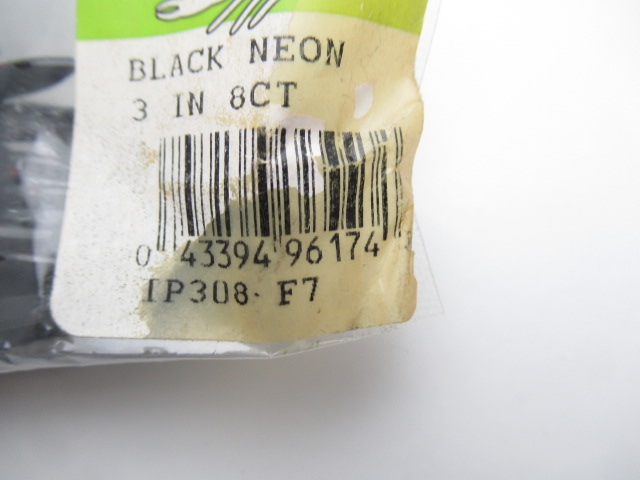 BLACK NEON
3 IN 8CT
0 43394 96174
IP308 F7